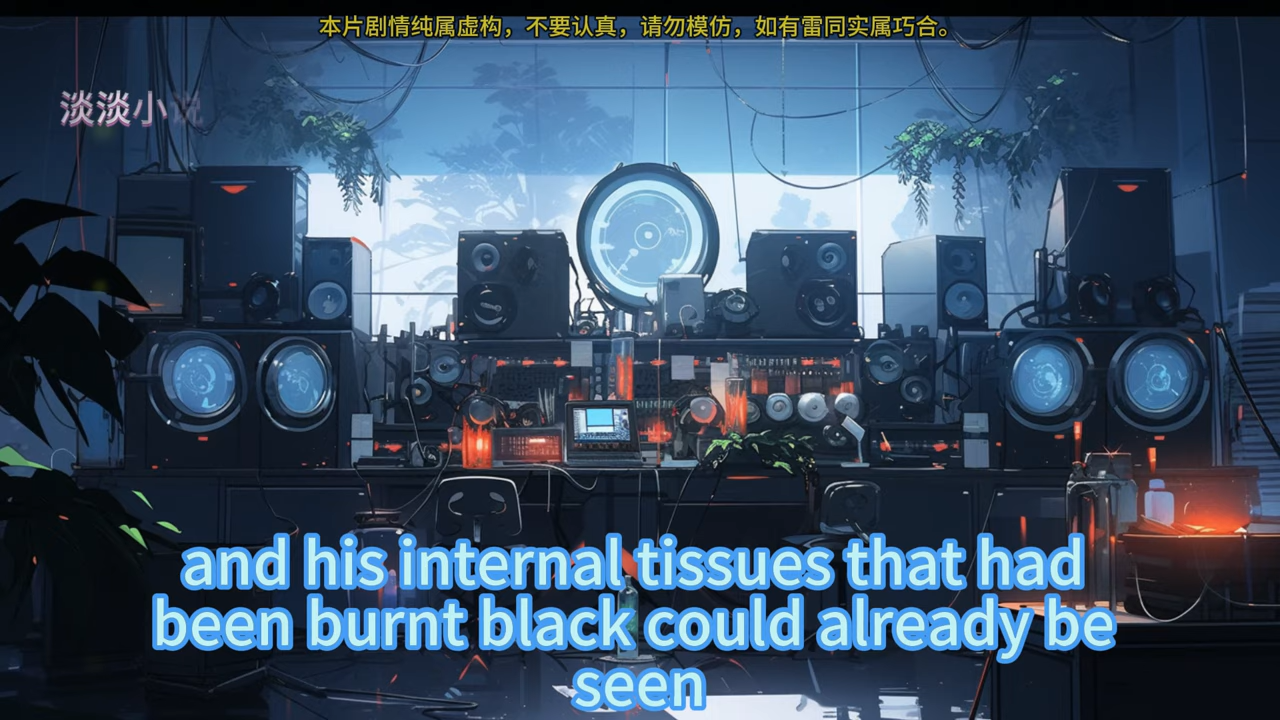 本片剧情纯属虚构，不要认真，请勿模仿，如有雷同实属巧合。
淡淡小说
and his internal tissues that had
been burnt black could already be
seen